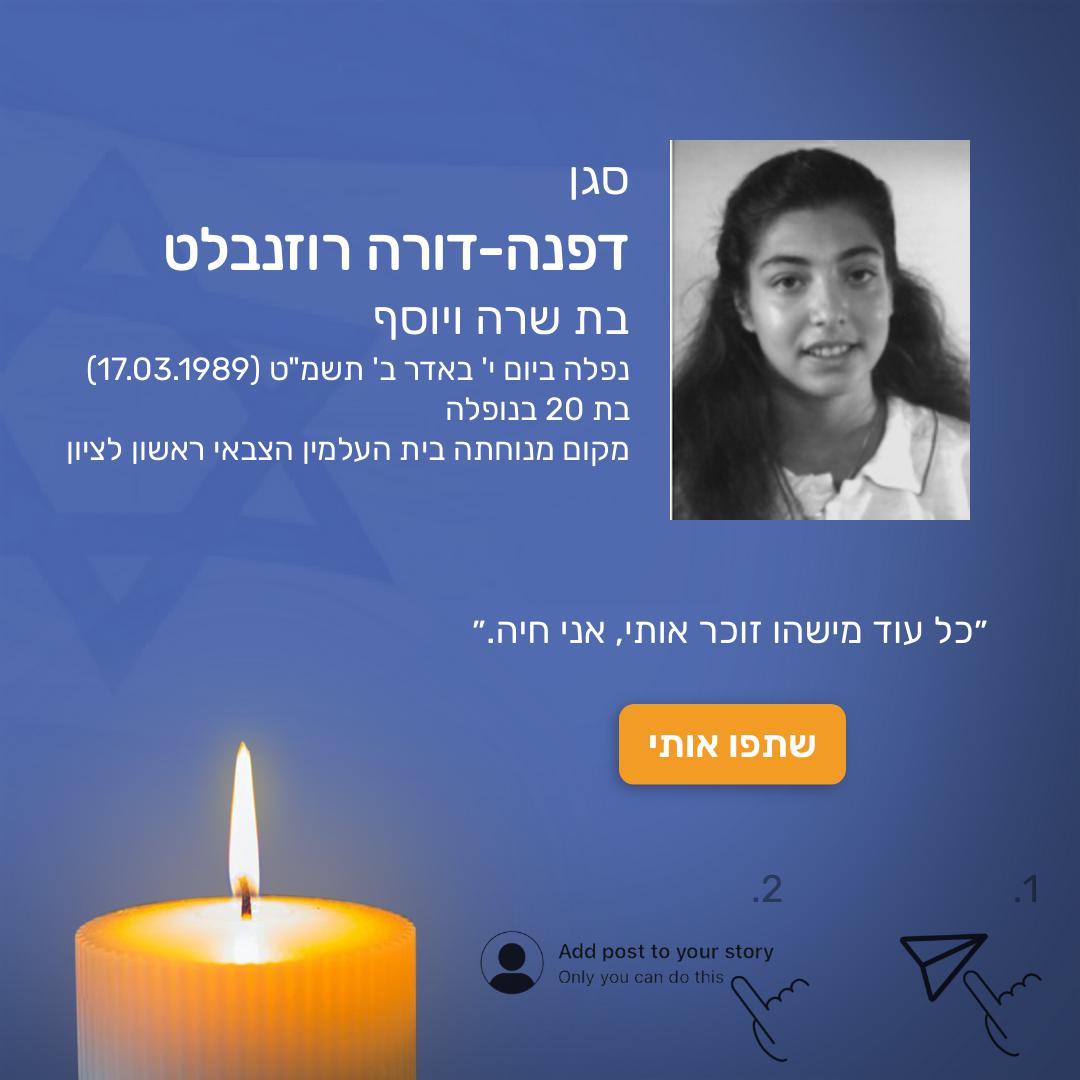 סגן
דפנה-דורה רוזנבלט
בת שרה ויוסף
נפלה ביום י' באדר ב' תשמ"ט (17.03.1989)
בת 20 בנופלה
מקום מנוחתה בית העלמין הצבאי ראשון לציון
״כל עוד מישהו זוכר אותי, אני חיה.״
שתפו אותי
1.
2.
Add post to your story
Only you can do this